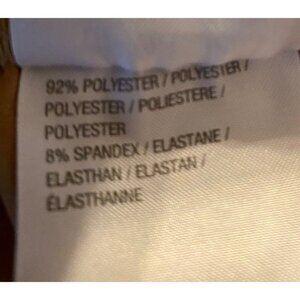 92% POLYESTER / POLYESTER /
POLYESTER / POLIESTERE /
POLYESTER
8% SPANDEX / ELASTANE /
ELASTHAN / ELASTAN /
ÉLASTHANNE